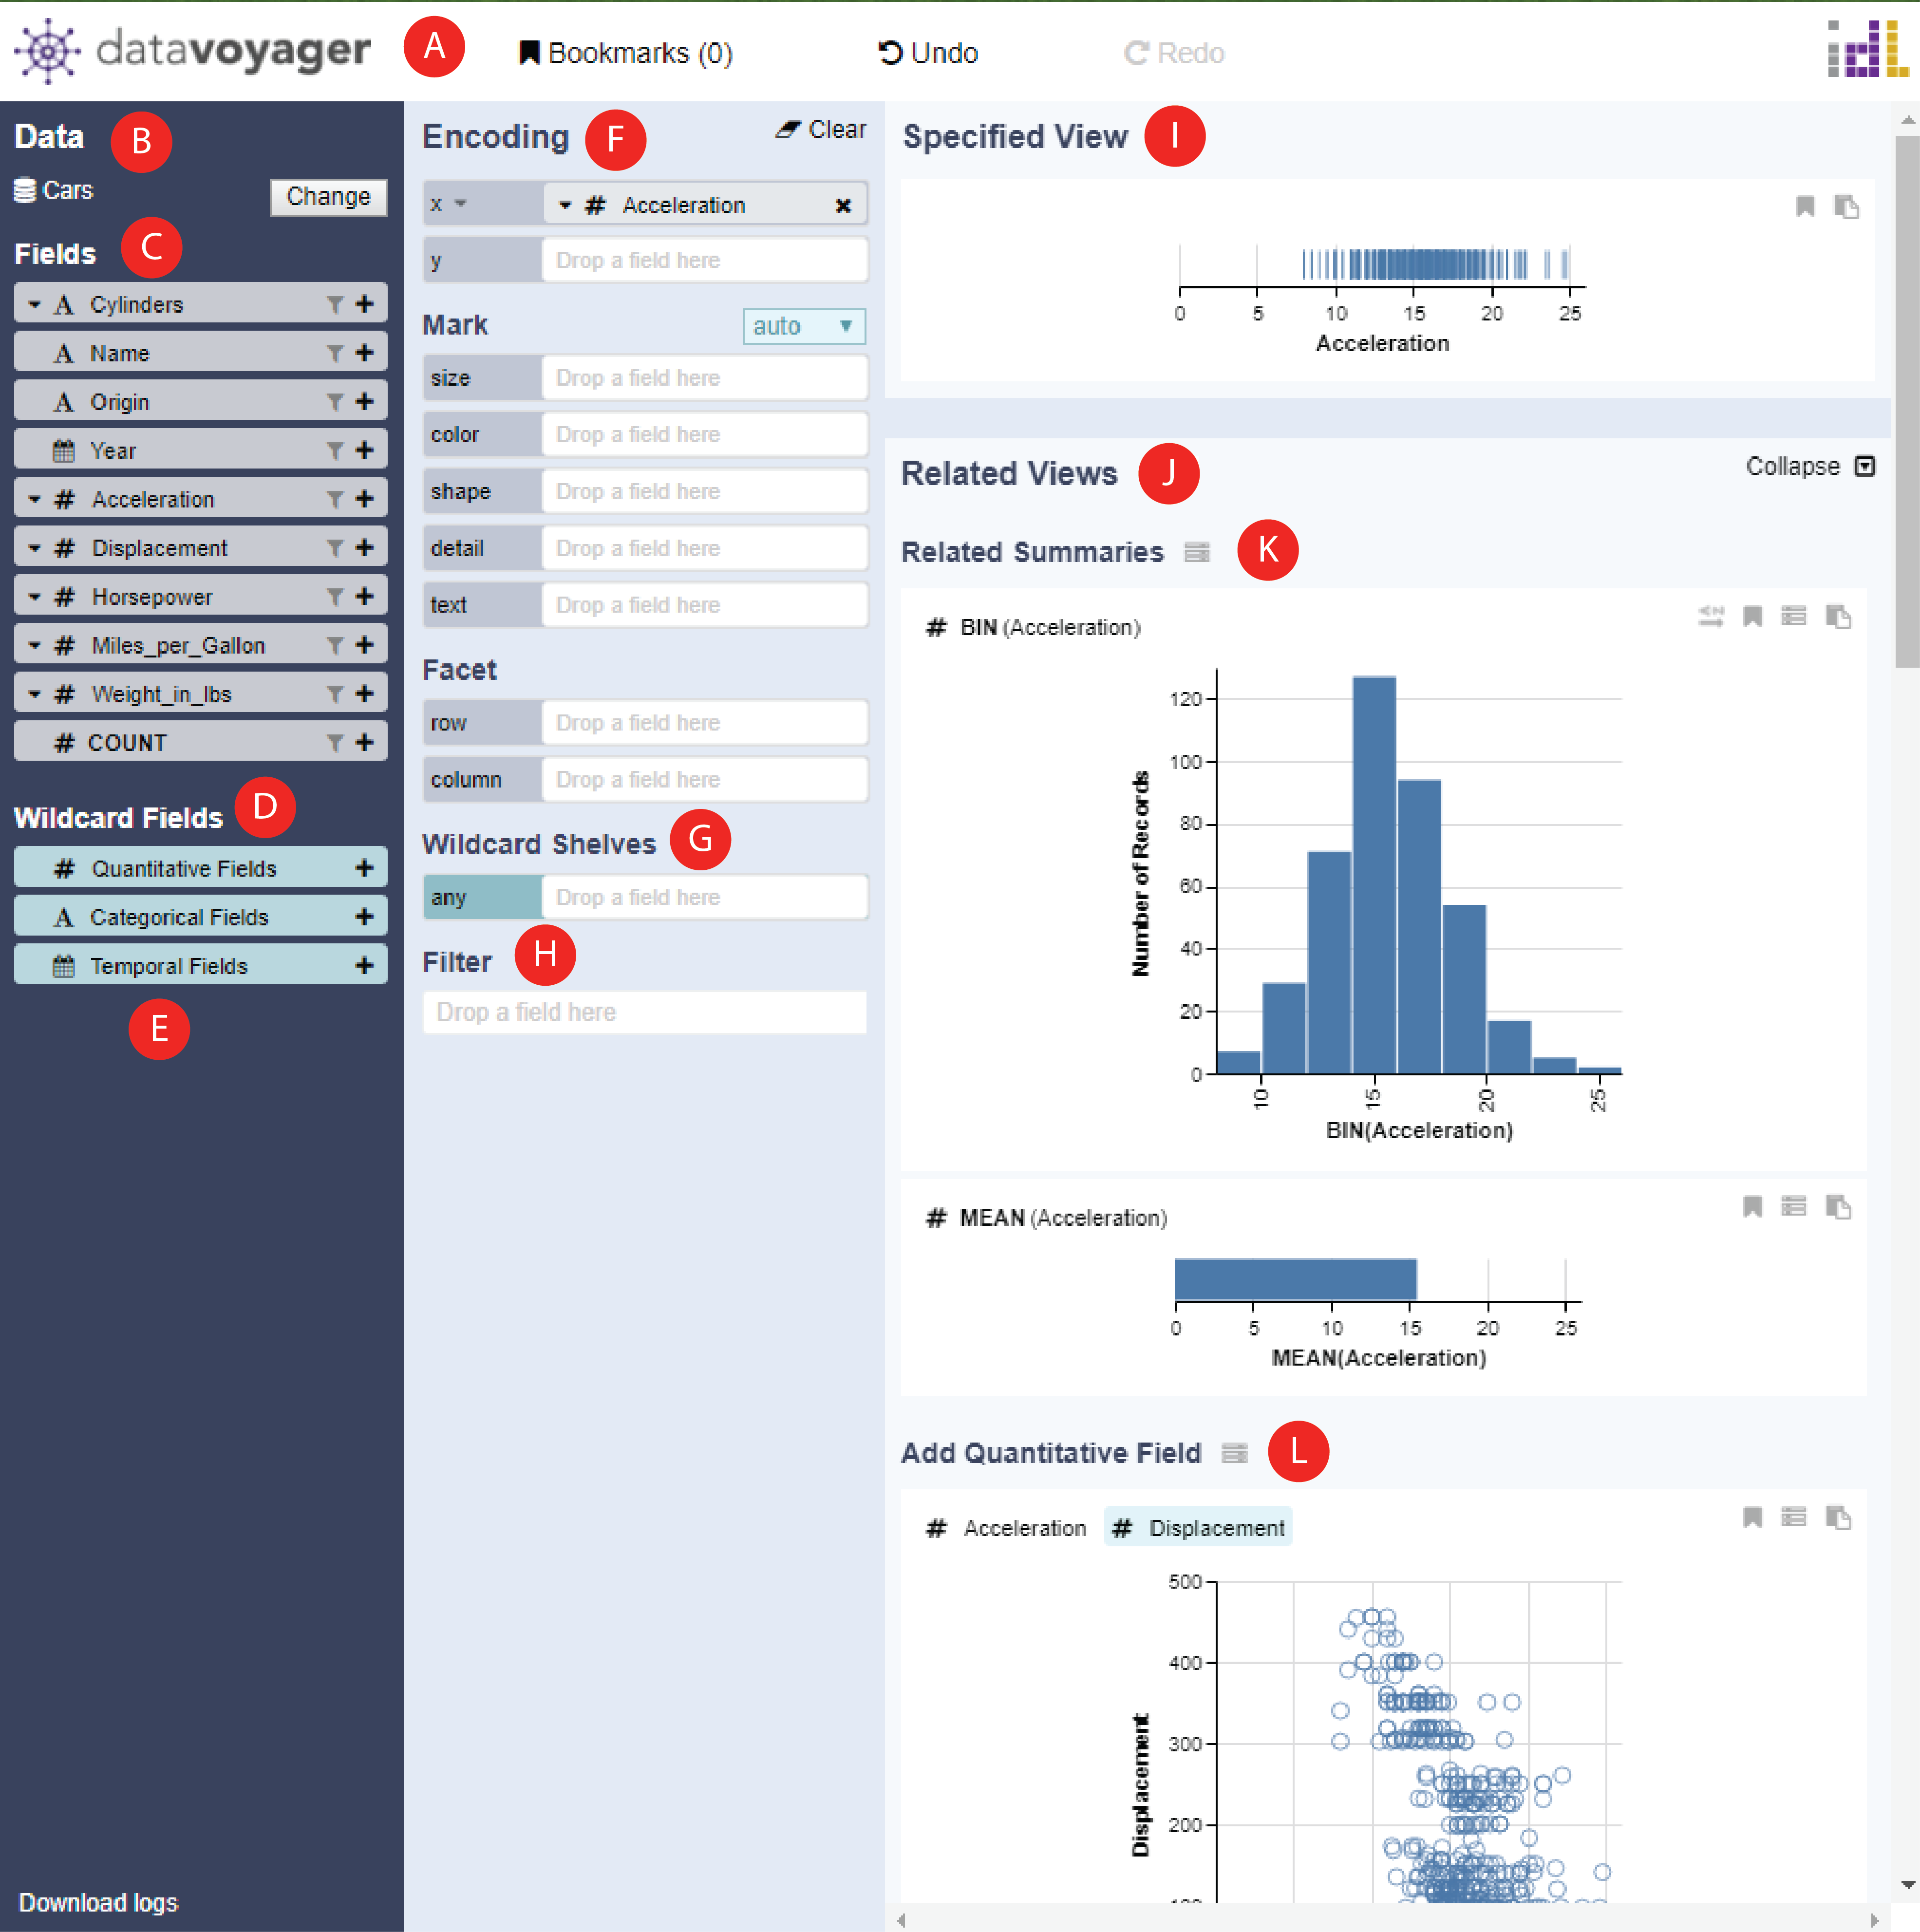 datavoyager A Bookmarks (0) Undo Redo idl
Data B
Cars Change
Fields C
A Cylinders
A Name
A Origin
Year
# Acceleration
# Displacement
# Horsepower
# Miles_per_Gallon
# Weight_in_lbs
# COUNT
Wildcard Fields D
# Quantitative Fields
A Categorical Fields
Temporal Fields
E
Download logs
Encoding F Clear
x # Acceleration
y Drop a field here
Mark auto
size Drop a field here
color Drop a field here
shape Drop a field here
detail Drop a field here
text Drop a field here
Facet
row Drop a field here
column Drop a field here
Wildcard Shelves G
any Drop a field here
Filter H
Drop a field here
Specified View I
0 5 10 15 20 25
Acceleration
Related Views J Collapse
Related Summaries K
# BIN (Acceleration)
120
100
80
60
40
20
0
Number of Records
10 15 20 25
BIN(Acceleration)
# MEAN (Acceleration)
0 5 10 15 20 25
MEAN(Acceleration)
Add Quantitative Field L
# Acceleration # Displacement
500
400
300
200
Displacement